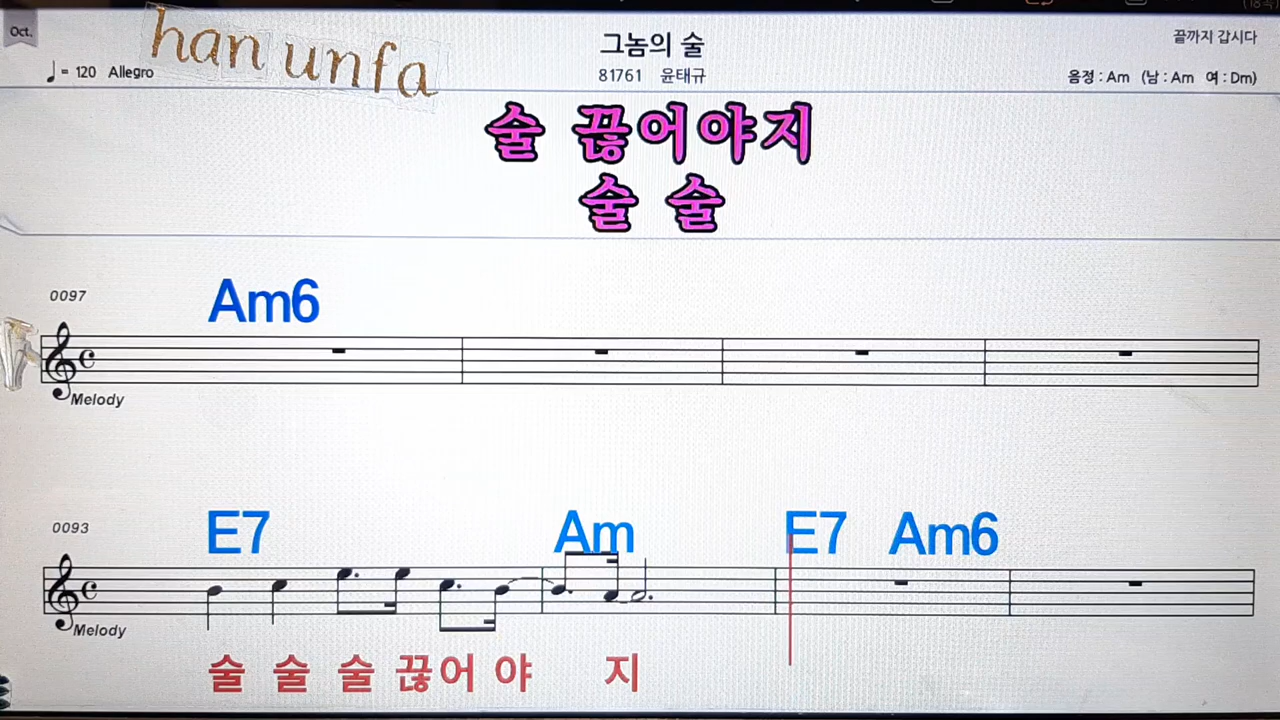 Oct.
han unfa
♩ = 120 Allegro
그놈의 술
81761 윤태규
끝까지 갑시다
음정 : Am (남 : Am 여 : Dm)
술 끊어야지
술 술
0097
Am6
Melody
0093
E7 Am E7 Am6
Melody
술 술 술 끊어 야 지